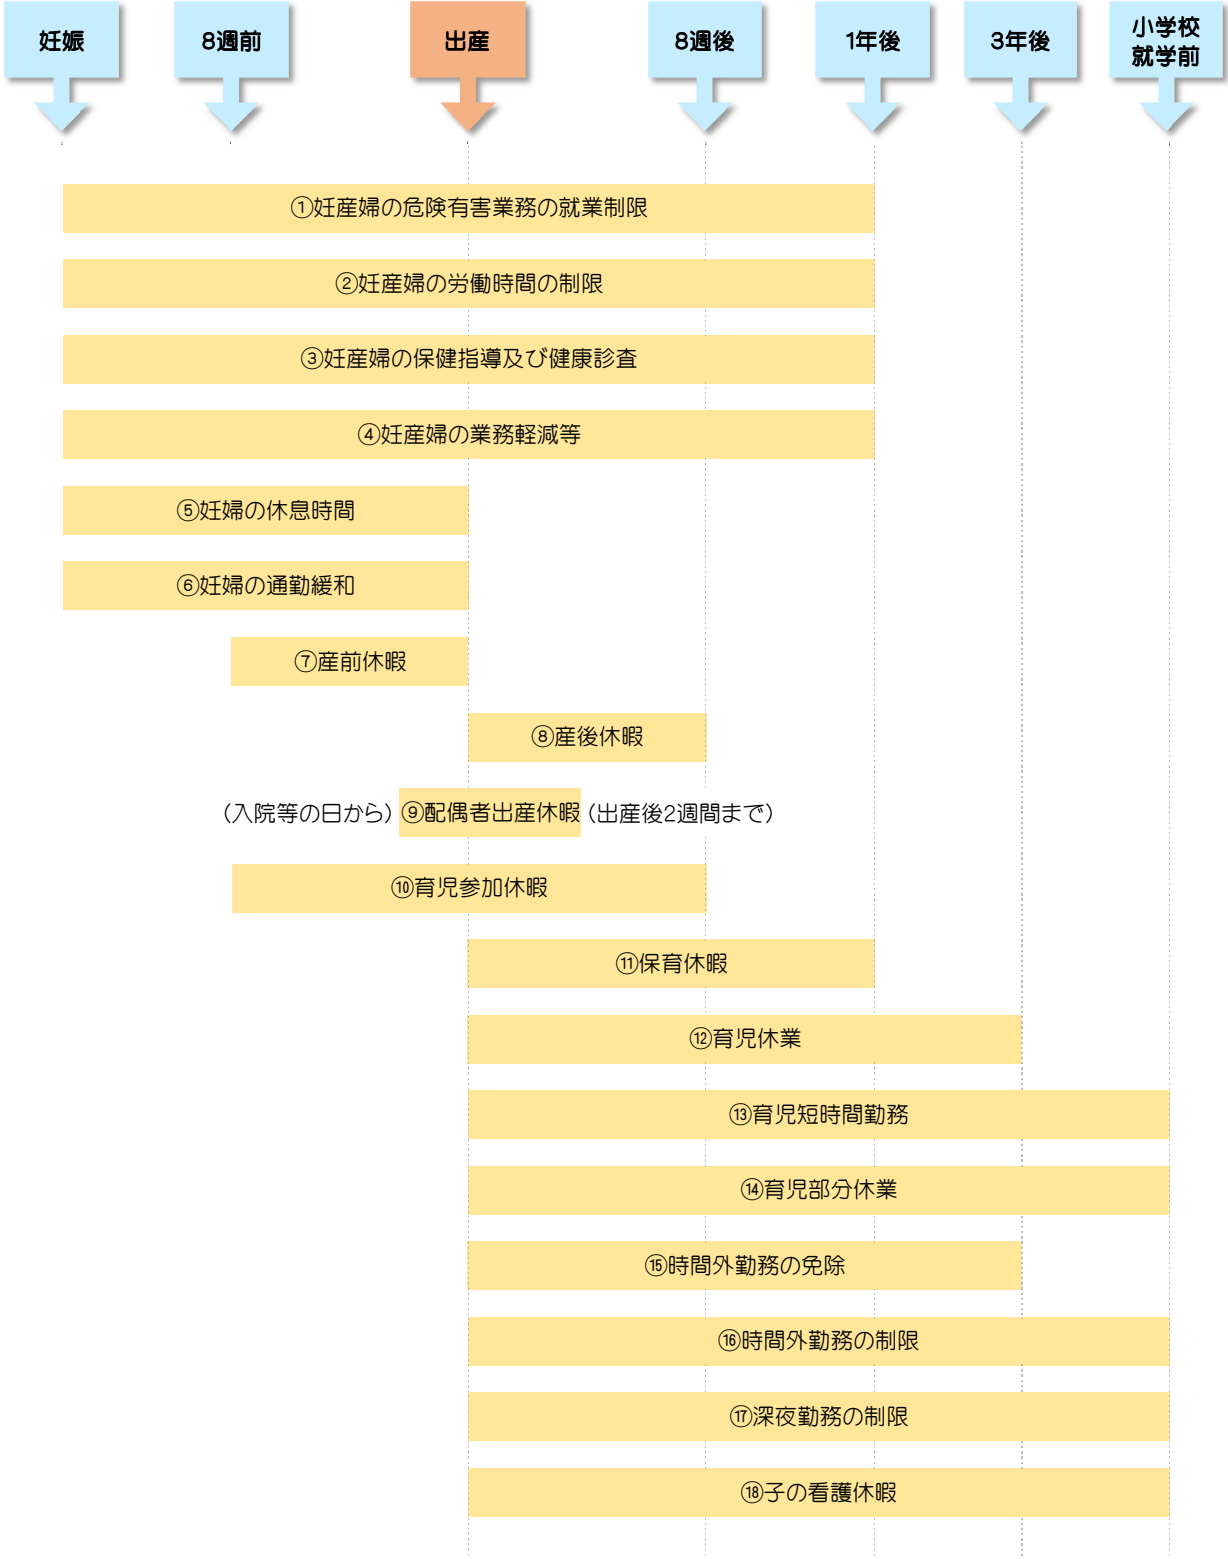 妊娠
8週前
出産
8週後
1年後
3年後
小学校
就学前
①妊産婦の危険有害業務の就業制限
②妊産婦の労働時間の制限
③妊産婦の保健指導及び健康診査
④妊産婦の業務軽減等
⑤妊婦の休息時間
⑥妊婦の通勤緩和
⑦産前休暇
⑧産後休暇
（入院等の日から）⑨配偶者出産休暇（出産後2週間まで）
⑩育児参加休暇
⑪保育休暇
⑫育児休業
⑬育児短時間勤務
⑭育児部分休業
⑮時間外勤務の免除
⑯時間外勤務の制限
⑰深夜勤務の制限
⑱子の看護休暇